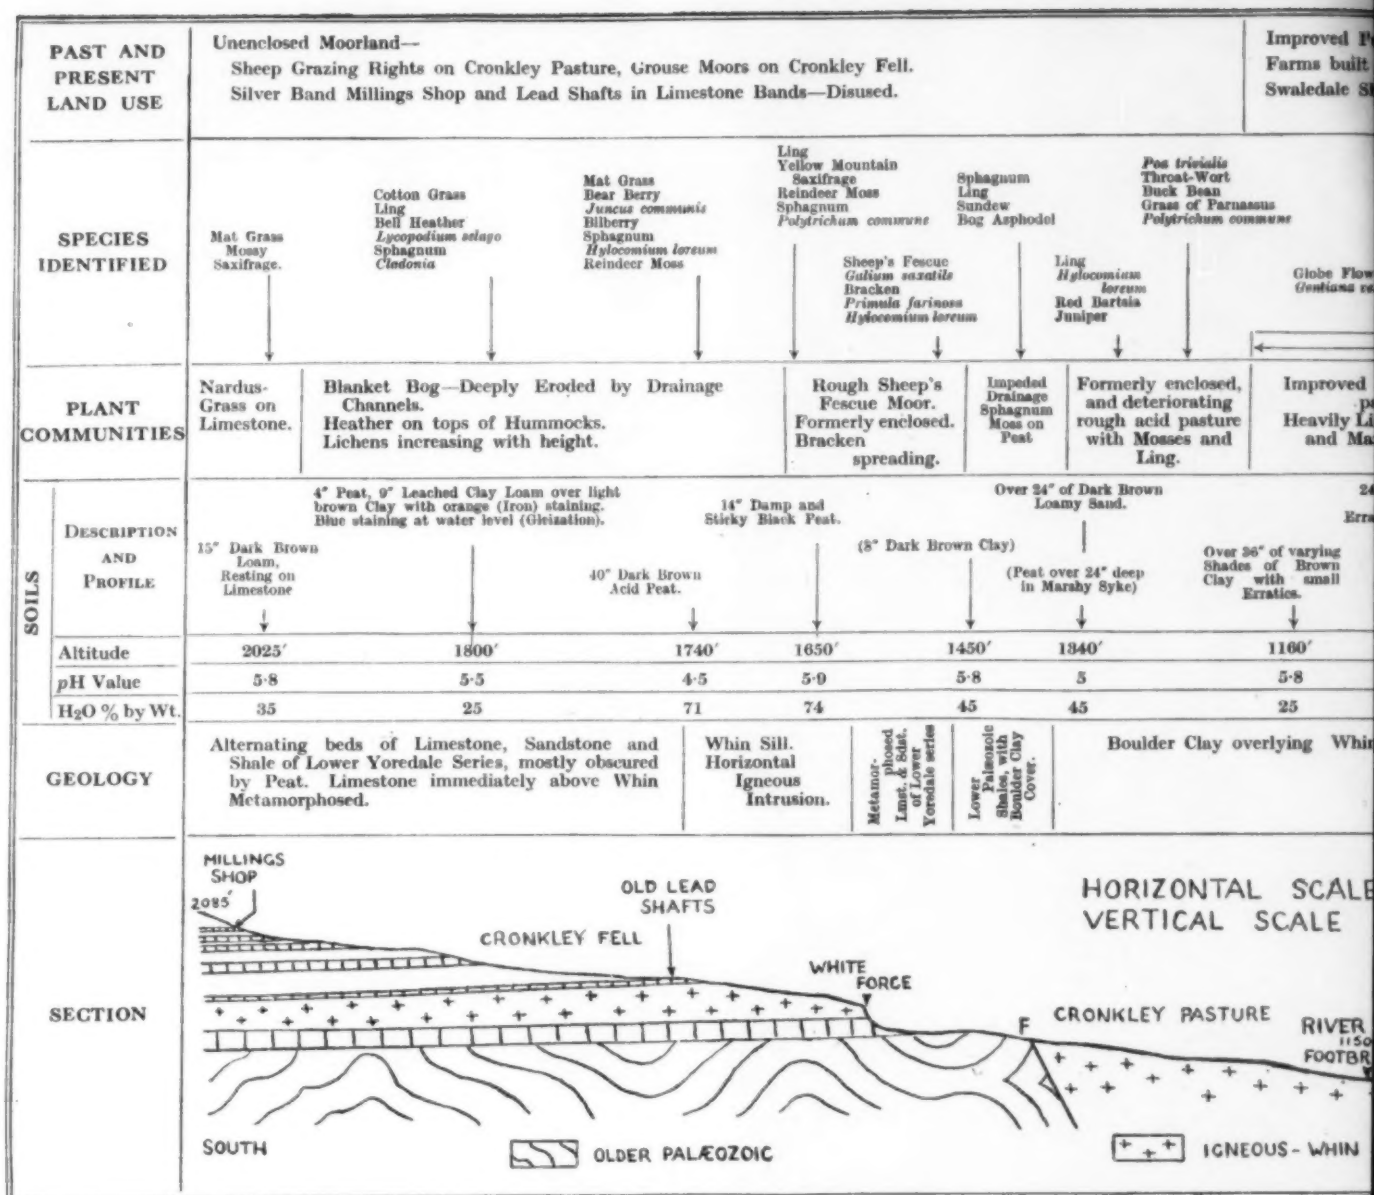 PAST AND
PRESENT
LAND USE
Unenclosed Moorland—
Sheep Grazing Rights on Cronkley Pasture, Grouse Moors on Cronkley Fell.
Silver Band Millings Shop and Lead Shafts in Limestone Bands—Disused.
Improved
Farms built
Swaledale
SPECIES
IDENTIFIED
Mat Grass
Mossy
Saxifrage.
Cotton Grass
Ling
Bell Heather
Lycopodium selago
Sphagnum
Cladonia
Mat Grass
Bear Berry
Juncus communis
Bilberry
Sphagnum
Hylocomium loreum
Reindeer Moss
Ling
Yellow Mountain
Saxifrage
Reindeer Moss
Sphagnum
Polytrichum commune
Sheep's Fescue
Galium saxatile
Bracken
Primula farinosa
Hylocomium loreum
Sphagnum
Ling
Sundew
Bog Asphodel
Ling
Hylocomium
loreum
Red Bartsia
Juniper
Poa trivialis
Throat-Wort
Buck Bean
Grass of Parnassus
Polytrichum commune
Globe
Gentiana
PLANT
COMMUNITIES
Nardus-
Grass on
Limestone.
Blanket Bog—Deeply Eroded by Drainage
Channels.
Heather on tops of Hummocks.
Lichens increasing with height.
Rough Sheep's
Fescue Moor.
Formerly enclosed.
Bracken
spreading.
Impeded
Drainage
Sphagnum
Moss on
Peat
Formerly enclosed,
and deteriorating
rough acid pasture
with Mosses and
Ling.
Improved
Heavily
and
SOILS
DESCRIPTION
AND
PROFILE
15″ Dark Brown
Loam,
Resting on
Limestone
4″ Peat, 9″ Leached Clay Loam over light
brown Clay with orange (Iron) staining.
Blue staining at water level (Gleization).
40″ Dark Brown
Acid Peat.
14″ Damp and
Sticky Black Peat.
(8″ Dark Brown Clay)
Over 24″ of Dark Brown
Loamy Sand.
(Peat over 24″ deep
in Marshy Syke)
Over 36″ of varying
Shades of Brown
Clay with small
Erratics.
Altitude 2025′ 1800′ 1740′ 1650′ 1450′ 1340′ 1160′
pH Value 5·8 5·5 4·5 5·9 5·8 5 5·8
H₂O % by Wt. 35 25 71 74 45 45 25
GEOLOGY
Alternating beds of Limestone, Sandstone and
Shale of Lower Yoredale Series, mostly obscured
by Peat. Limestone immediately above Whin
Metamorphosed.
Whin Sill.
Horizontal
Igneous
Intrusion.
Metamor-
phosed
Lmst. & Sdst.
of Lower
Yoredale series
Lower
Palæozoic
Shales, with
Boulder Clay
Cover.
Boulder Clay overlying Whin
SECTION
MILLINGS
SHOP
2085′
CRONKLEY FELL
OLD LEAD
SHAFTS
WHITE
FORCE
F
CRONKLEY PASTURE
HORIZONTAL SCALE
VERTICAL SCALE
RIVER
1150
SOUTH
OLDER PALÆOZOIC
IGNEOUS - WHIN